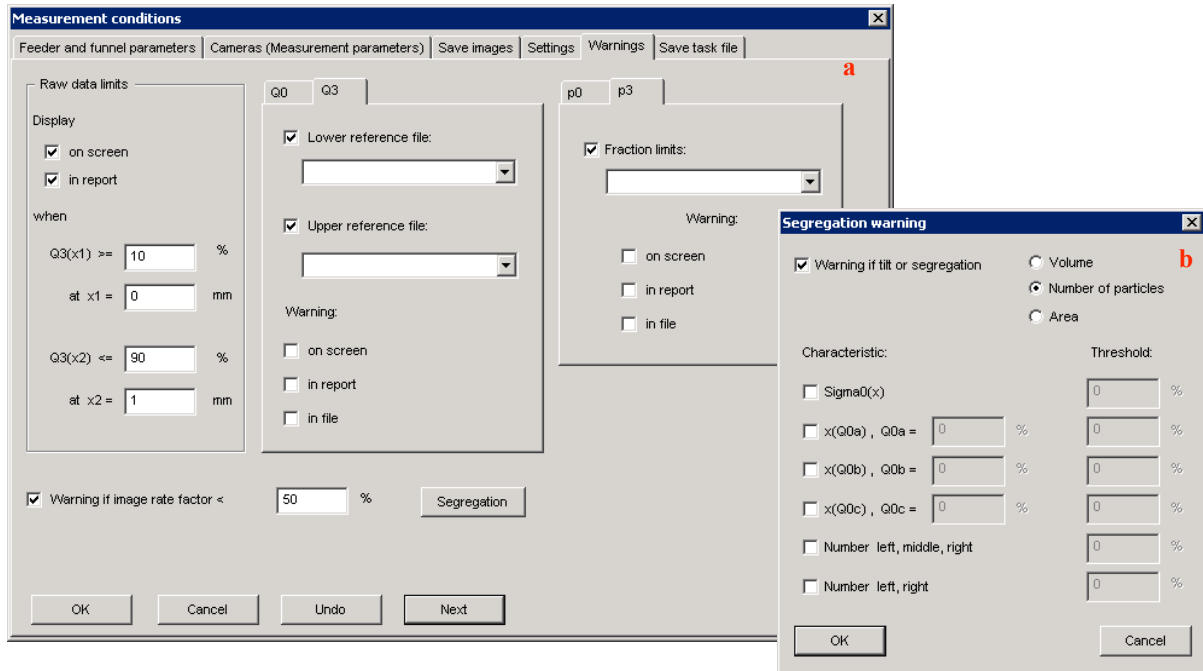 Measurement conditions
Feeder and funnel parameters Cameras (Measurement parameters) Save images Settings Warnings Save task file
a
Raw data limits
Display
on screen
in report
when
Q3(x1) >= 10 %
at x1 = 0 mm
Q3(x2) <= 90 %
at x2 = 1 mm
Q0 Q3
Lower reference file:
Upper reference file:
Warning:
on screen
in report
in file
p0 p3
Fraction limits:
Warning:
on screen
in report
in file
Warning if image rate factor < 50 % Segregation
OK Cancel Undo Next
Segregation warning
b
Warning if tilt or segregation
Volume
Number of particles
Area
Characteristic: Threshold:
Sigma0(x) 0 %
x(Q0a) , Q0a = 0 % 0 %
x(Q0b) , Q0b = 0 % 0 %
x(Q0c) , Q0c = 0 % 0 %
Number left, middle, right 0 %
Number left, right 0 %
OK Cancel